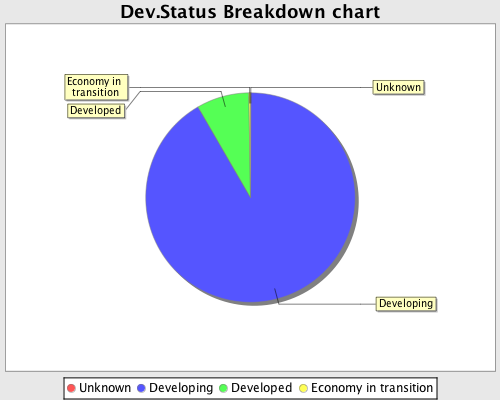 Dev.Status Breakdown chart
Economy in
transition
Unknown
Developed
Developing
Unknown Developing Developed Economy in transition